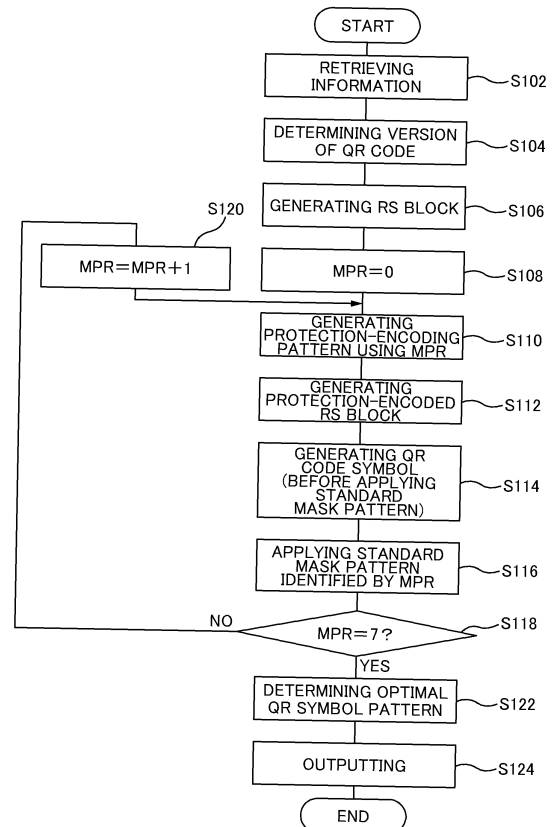 START
RETRIEVING
INFORMATION
S102
DETERMINING VERSION
OF QR CODE
S104
GENERATING RS BLOCK
S106
S120
MPR=MPR+1
MPR=0
S108
GENERATING
PROTECTION-ENCODING
PATTERN USING MPR
S110
GENERATING
PROTECTION-ENCODED
RS BLOCK
S112
GENERATING QR
CODE SYMBOL
(BEFORE APPLYING
STANDARD
MASK PATTERN)
S114
APPLYING STANDARD
MASK PATTERN
IDENTIFIED BY MPR
S116
NO
MPR=7?
S118
YES
DETERMINING OPTIMAL
QR SYMBOL PATTERN
S122
OUTPUTTING
S124
END